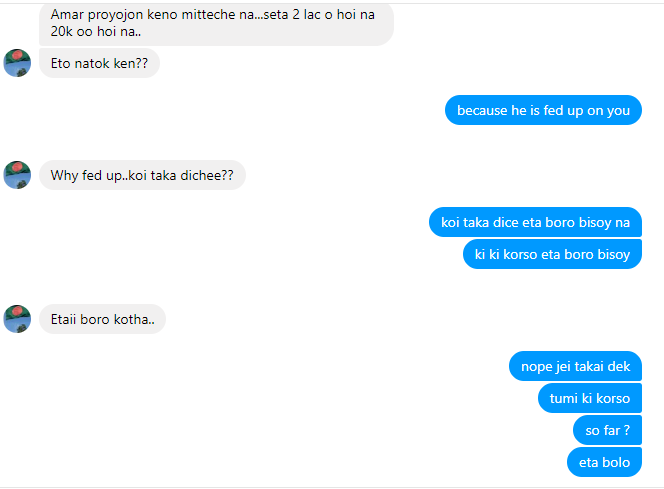 Amar proyojon keno mitteche na...seta 2 lac o hoi na
20k oo hoi na..
Eto natok ken??
because he is fed up on you
Why fed up..koi taka dichee??
koi taka dice eta boro bisoy na
ki ki korso eta boro bisoy
Etaii boro kotha..
nope jei takai dek
tumi ki korso
so far ?
eta bolo